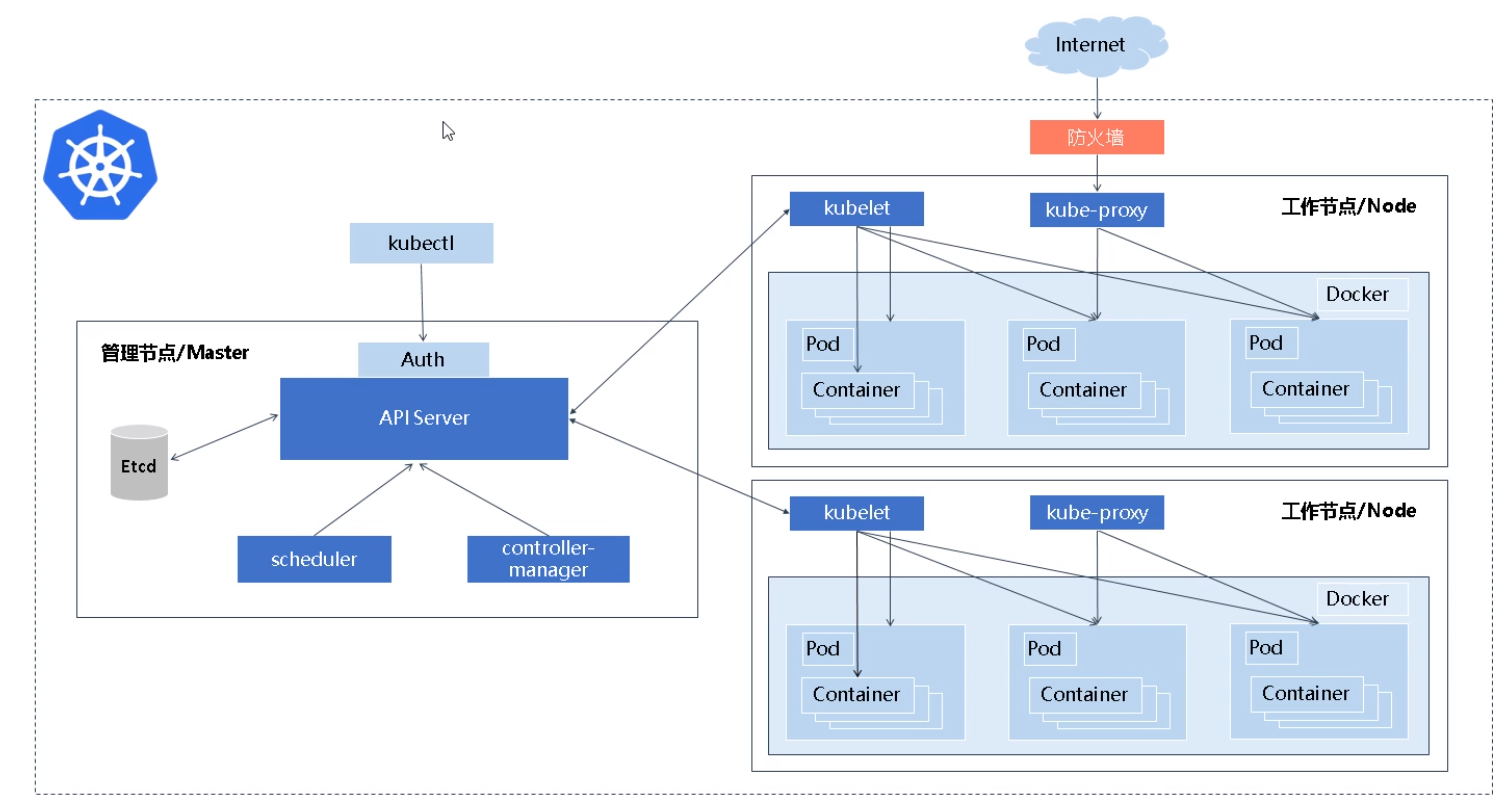 Internet
防火墙
kubelet
kube-proxy
工作节点/Node
kubectl
Docker
管理节点/Master
Auth
Pod
Pod
Pod
Container
Container
Container
API Server
Etcd
scheduler
controller-
manager
kubelet
kube-proxy
工作节点/Node
Docker
Pod
Pod
Pod
Container
Container
Container